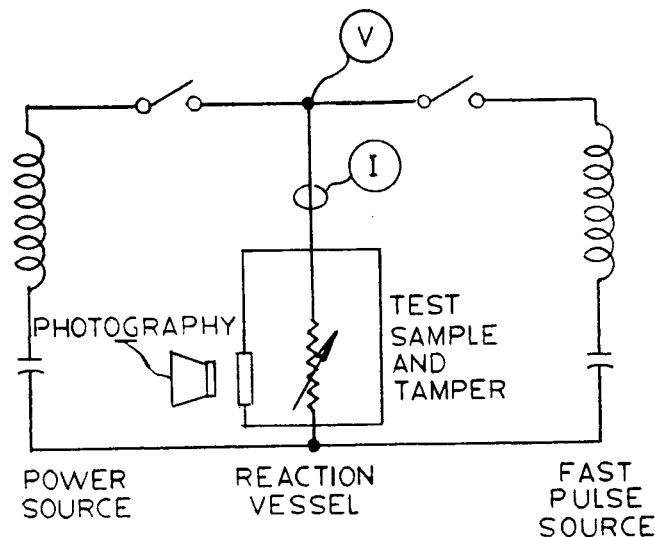 V
I
PHOTOGRAPHY
TEST
SAMPLE
AND
TAMPER
POWER
SOURCE
REACTION
VESSEL
FAST
PULSE
SOURCE